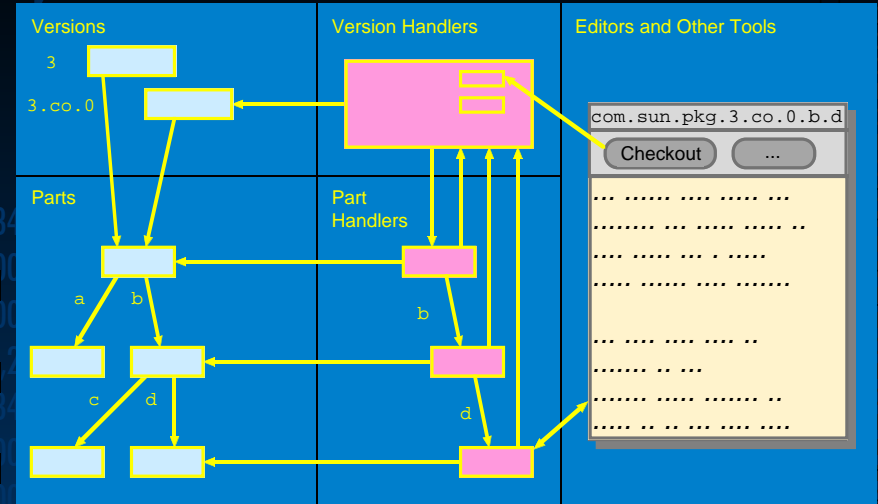 Versions
Version Handlers
Editors and Other Tools
3
3.co.0
com.sun.pkg.3.co.0.b.d
Checkout
...
Parts
Part
Handlers
... ...... .... ..... ...
........ ... ..... ..... ..
.... ..... ... . .....
..... ...... .... .......
... .... .... .... ..
....... .. ...
....... ..... ....... ..
..... .. .. ... .... ....
a
b
b
c
d
d